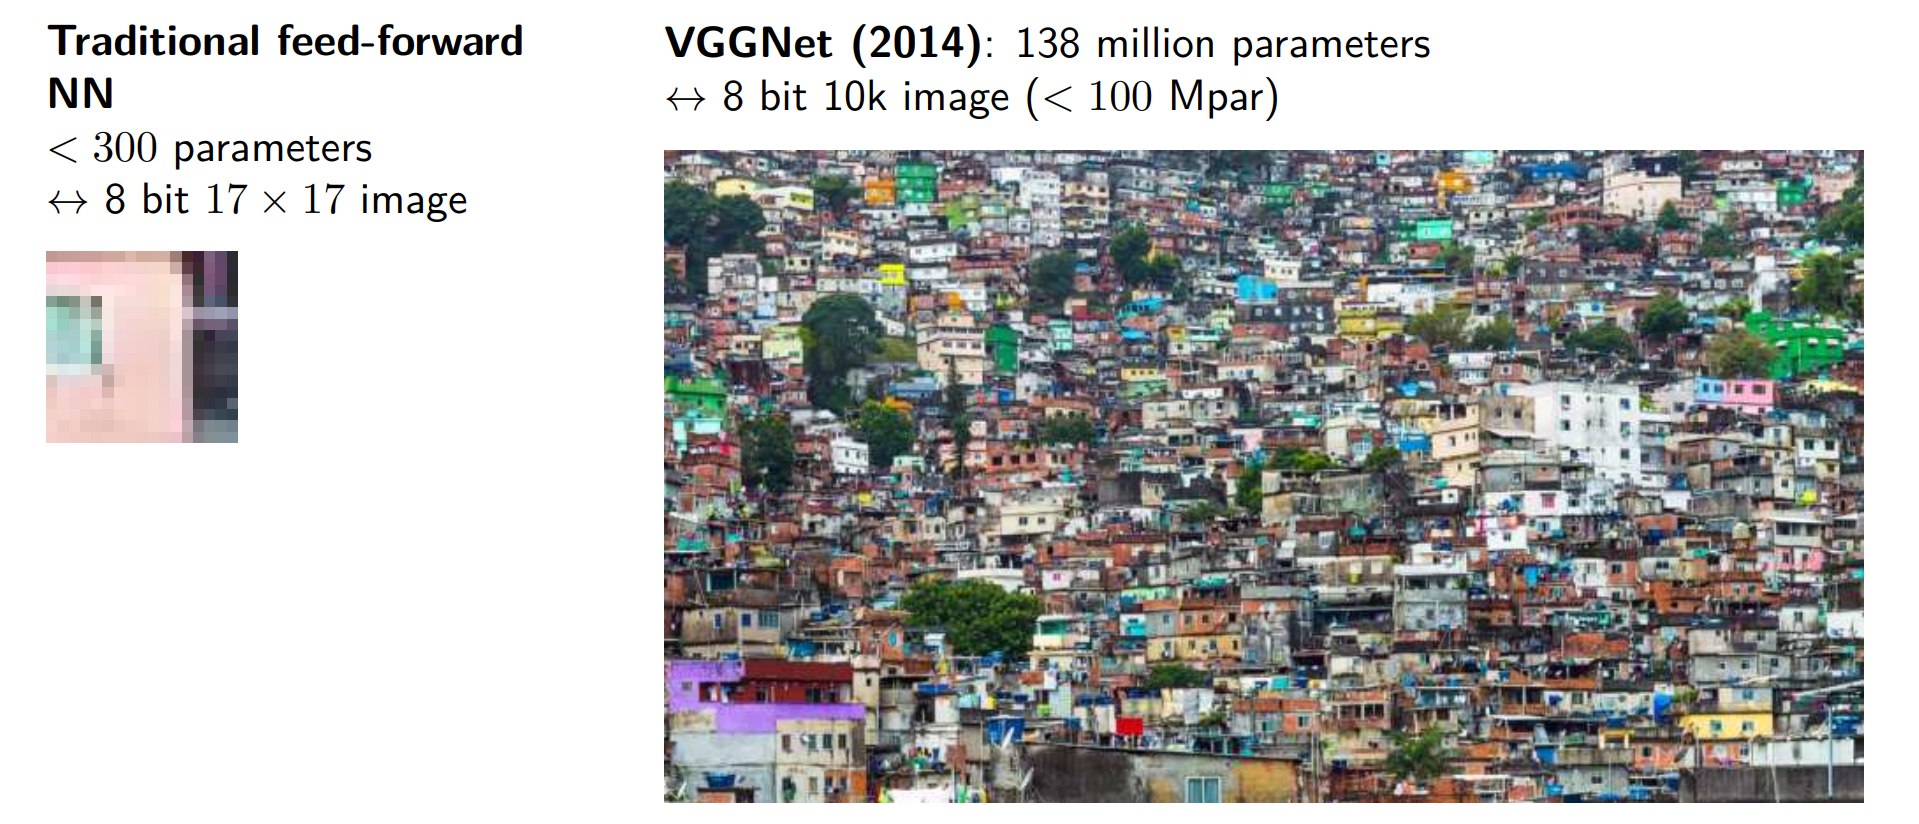 Traditional feed-forward
NN
< 300 parameters
↔ 8 bit 17 × 17 image
VGGNet (2014): 138 million parameters
↔ 8 bit 10k image (< 100 Mpar)